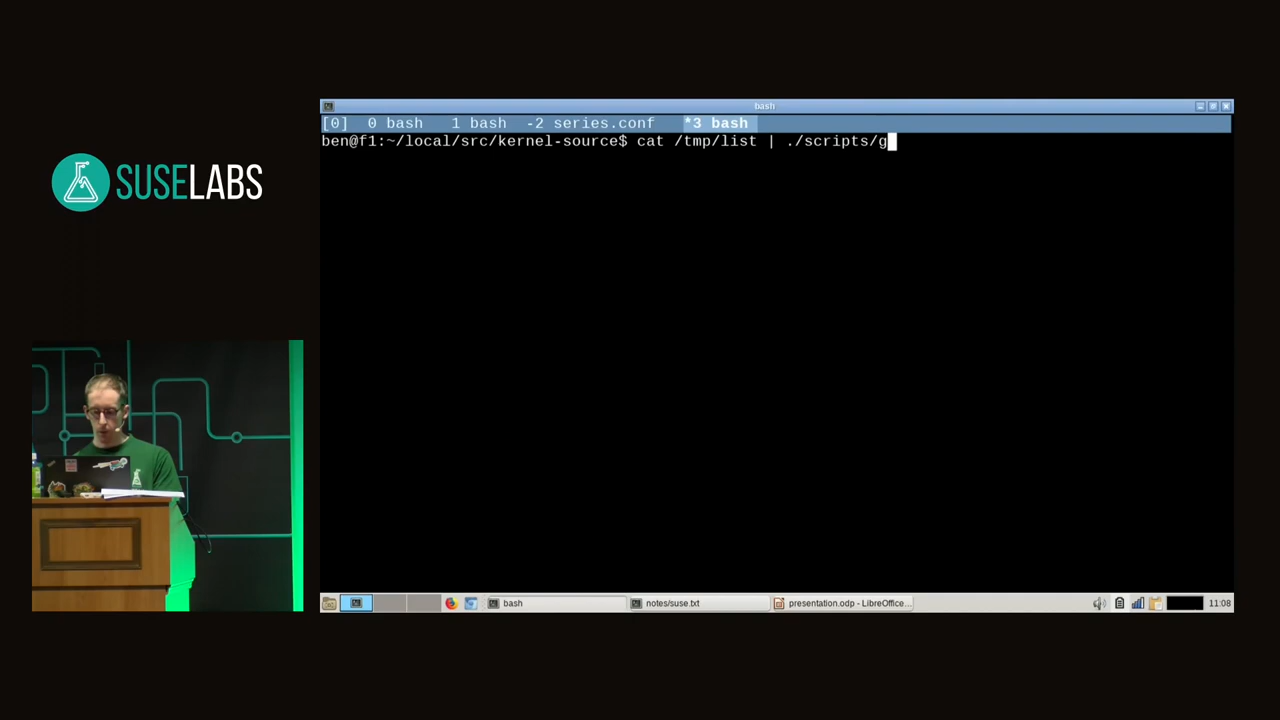 SUSELABS
bash
[0] 0 bash 1 bash -2 series.conf *3 bash
ben@f1:~/local/src/kernel-source$ cat /tmp/list | ./scripts/g
bash
notes/suse.txt
presentation.odp - LibreOffice...
11:08